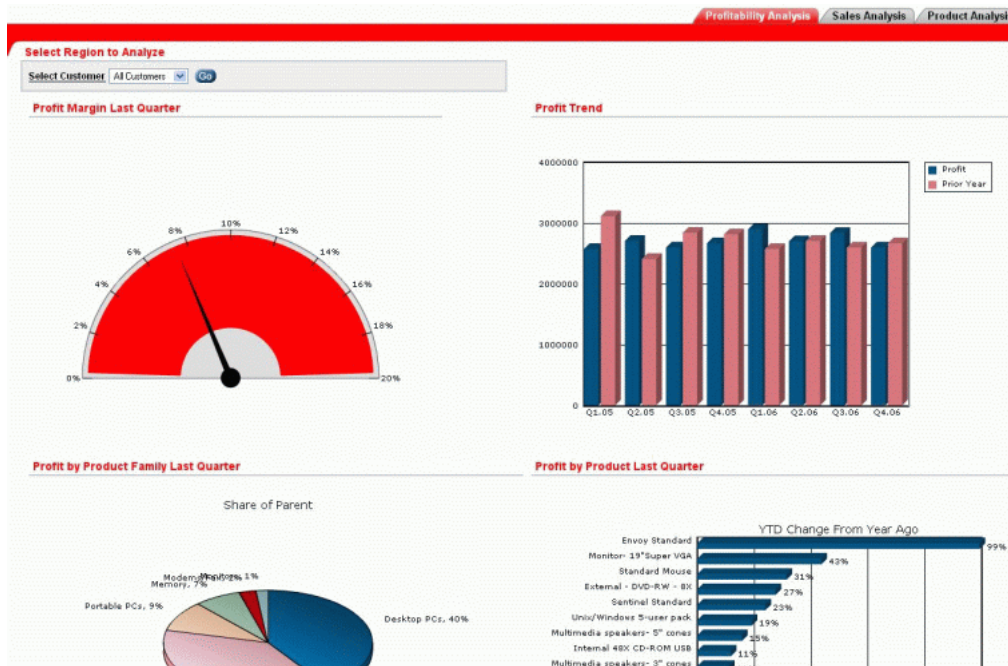 Profitability Analysis Sales Analysis Product Analysi
Select Region to Analyze
Select Customer All Customers Go
Profit Margin Last Quarter
0% 2% 4% 6% 8% 10% 12% 14% 16% 18% 20%
Profit Trend
4000000
3000000
2000000
1000000
0
Q1.05 Q2.05 Q3.05 Q4.05 Q1.06 Q2.06 Q3.06 Q4.06
Profit
Prior Year
Profit by Product Family Last Quarter
Share of Parent
1%
Memory, 7%
Portable PCs, 9%
Desktop PCs, 40%
Profit by Product Last Quarter
YTD Change From Year Ago
Envoy Standard 99%
Monitor- 19"Super VGA 43%
Standard Mouse 31%
External - DVD-RW - 8X 27%
Sentinel Standard 23%
Unix/Windows 5-user pack 19%
Multimedia speakers- 5" cones 15%
Internal 48X CD-ROM USB 11%
Multimedia speakers- 3" cones